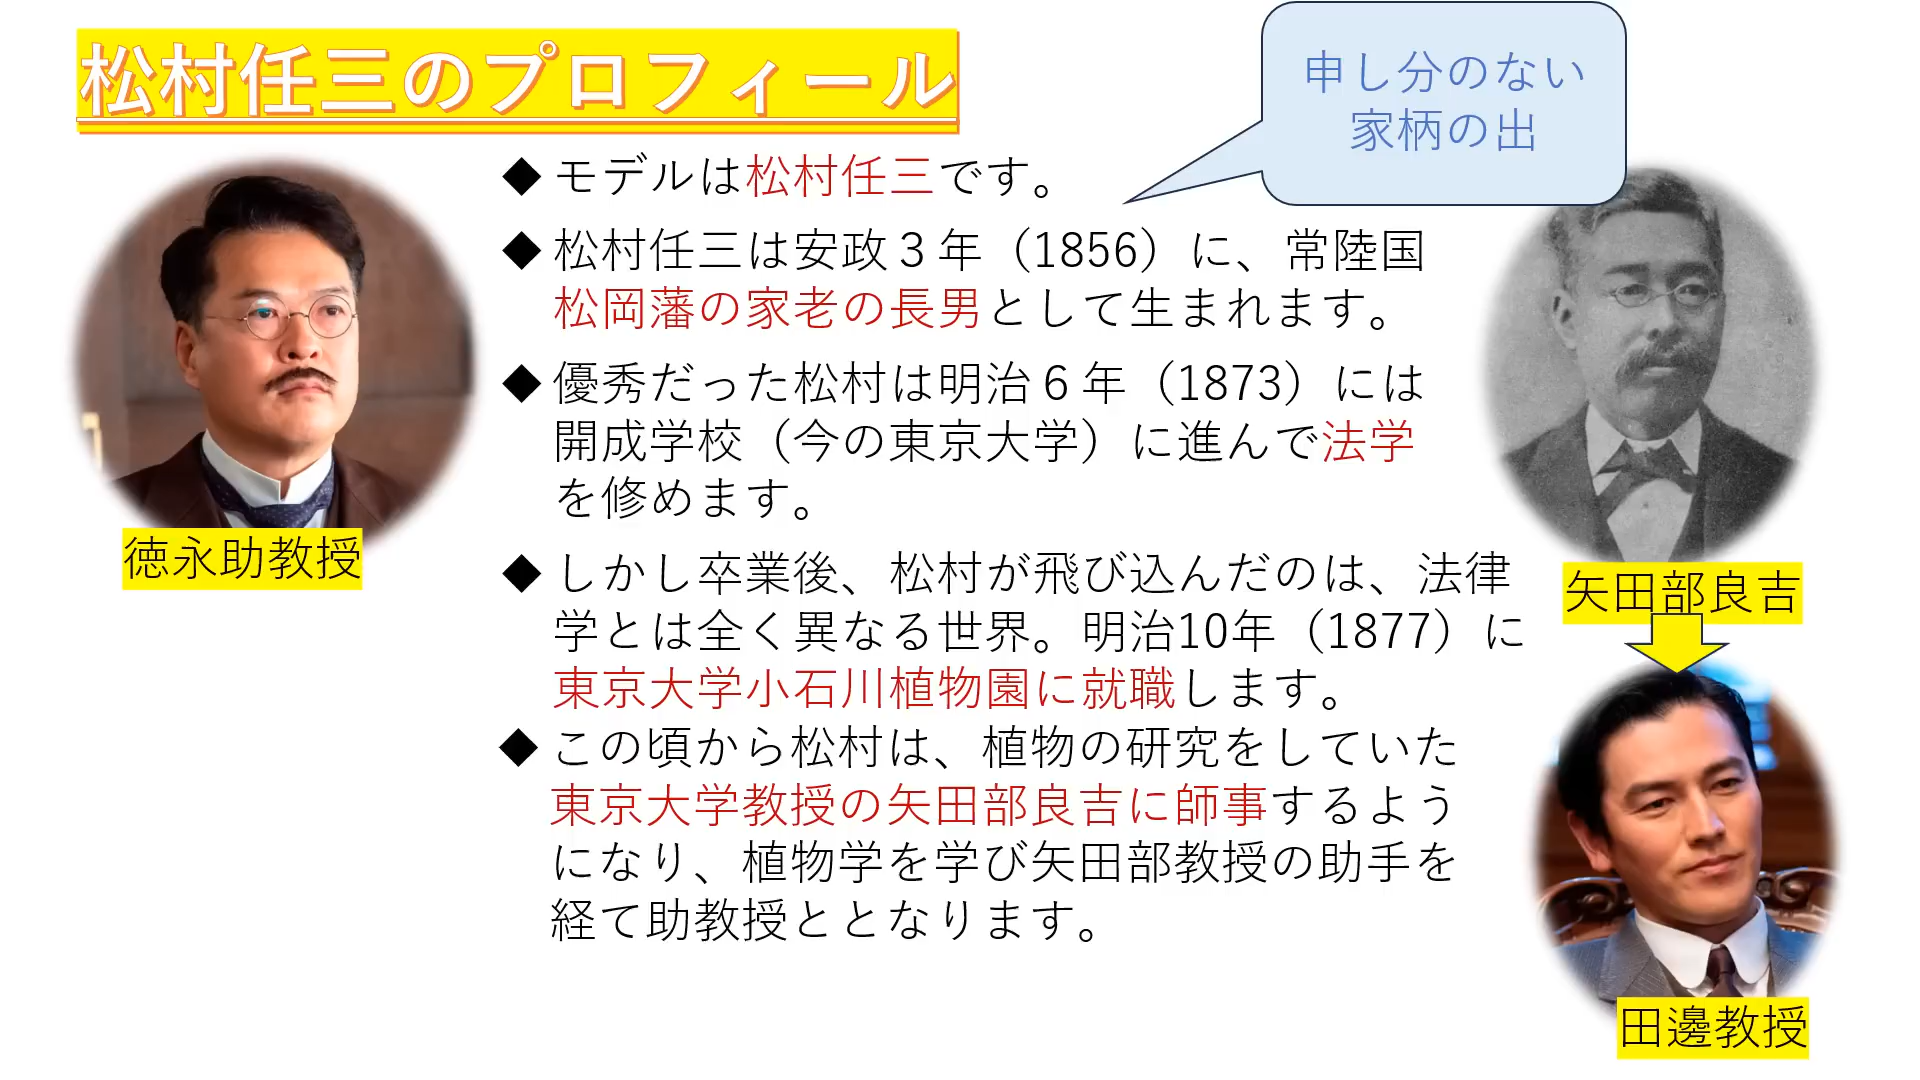 松村任三のプロフィール
申し分のない
家柄の出
◆モデルは松村任三です。
◆松村任三は安政３年（1856）に、常陸国
松岡藩の家老の長男として生まれます。
◆優秀だった松村は明治６年（1873）には
開成学校（今の東京大学）に進んで法学
を修めます。
◆しかし卒業後、松村が飛び込んだのは、法律
学とは全く異なる世界。明治10年（1877）に
東京大学小石川植物園に就職します。
◆この頃から松村は、植物の研究をしていた
東京大学教授の矢田部良吉に師事するよう
になり、植物学を学び矢田部教授の助手を
経て助教授ととなります。
徳永助教授
矢田部良吉
田邊教授